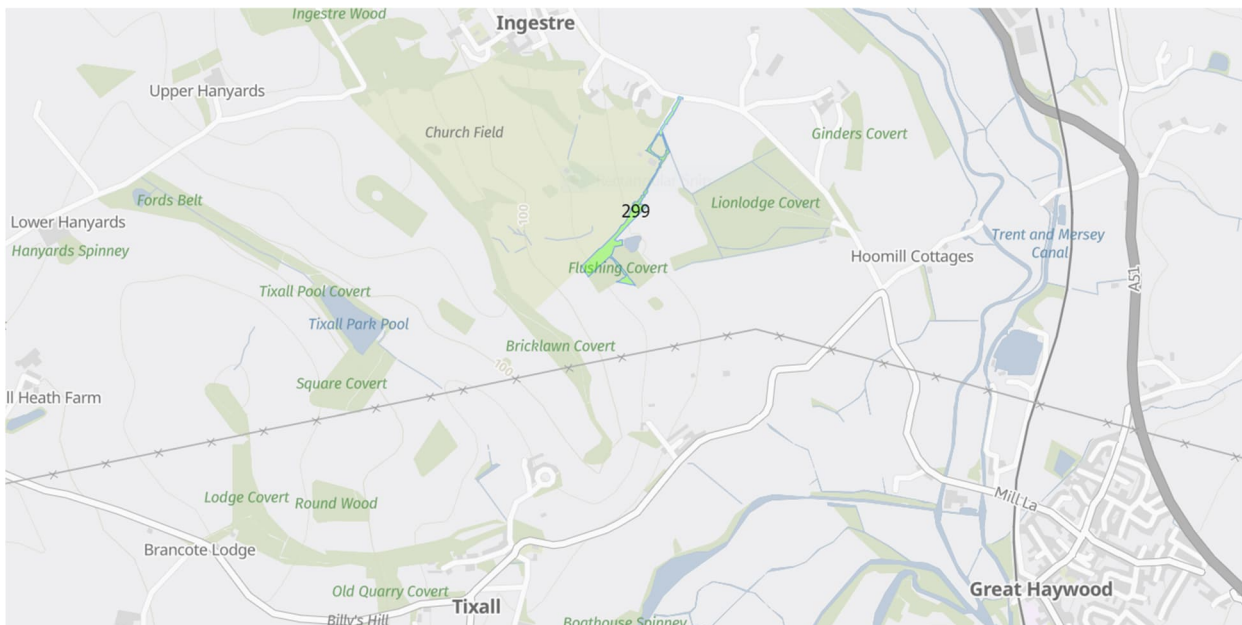 Ingestre Wood
Ingestre
Upper Hanyards
Church Field
Ginders Covert
Fords Belt
100
299
Lionlodge Covert
Lower Hanyards
Hanyards Spinney
Trent and Mersey
Canal
Hoomill Cottages
Flushing Covert
A51
Tixall Pool Covert
Tixall Park Pool
Bricklawn Covert
100
Square Covert
ll Heath Farm
Lodge Covert
Round Wood
Mill La
Brancote Lodge
Old Quarry Covert
Great Haywood
Tixall
Billy's Hill
Boathouse Spinney